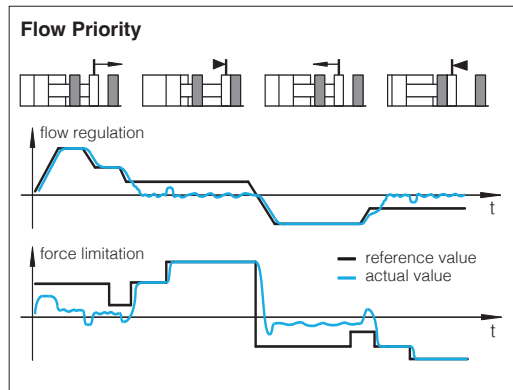 Flow Priority
flow regulation
t
force limitation
reference value
actual value
t